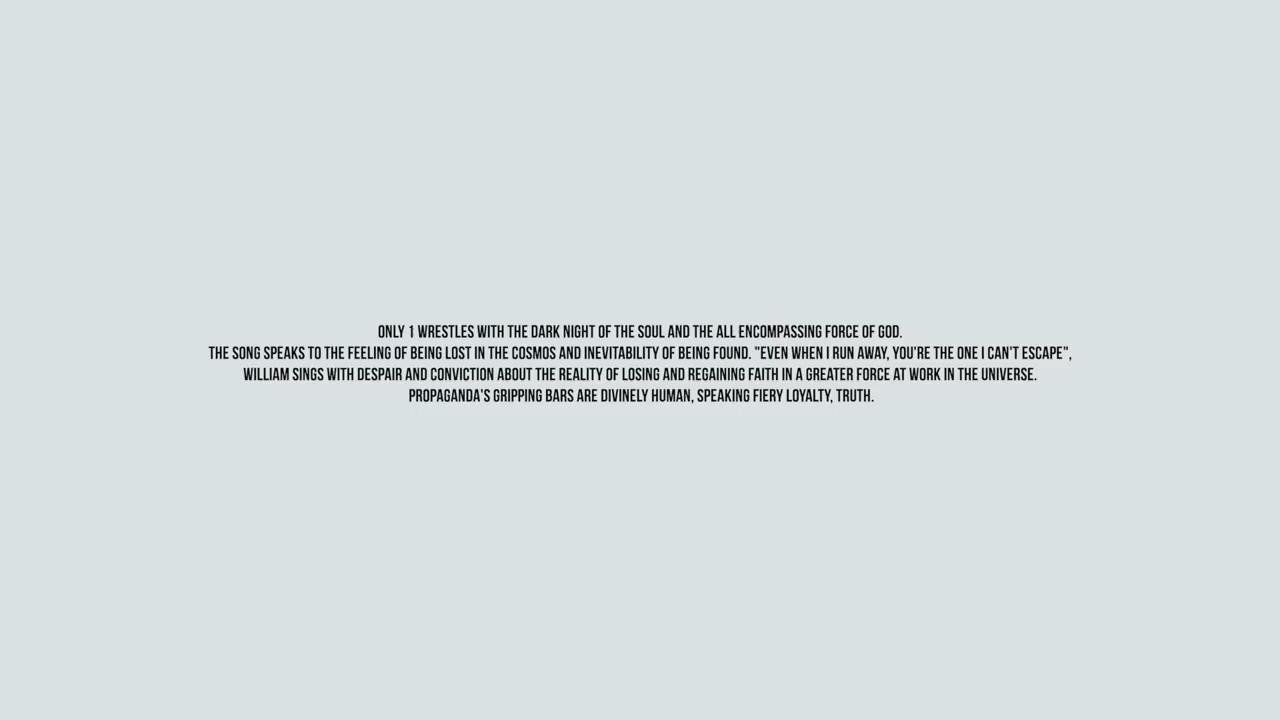 ONLY 1 WRESTLES WITH THE DARK NIGHT OF THE SOUL AND THE ALL ENCOMPASSING FORCE OF GOD.
THE SONG SPEAKS TO THE FEELING OF BEING LOST IN THE COSMOS AND INEVITABILITY OF BEING FOUND. "EVEN WHEN I RUN AWAY, YOU'RE THE ONE I CAN'T ESCAPE",
WILLIAM SINGS WITH DESPAIR AND CONVICTION ABOUT THE REALITY OF LOSING AND REGAINING FAITH IN A GREATER FORCE AT WORK IN THE UNIVERSE.
PROPAGANDA'S GRIPPING BARS ARE DIVINELY HUMAN, SPEAKING FIERY LOYALTY, TRUTH.